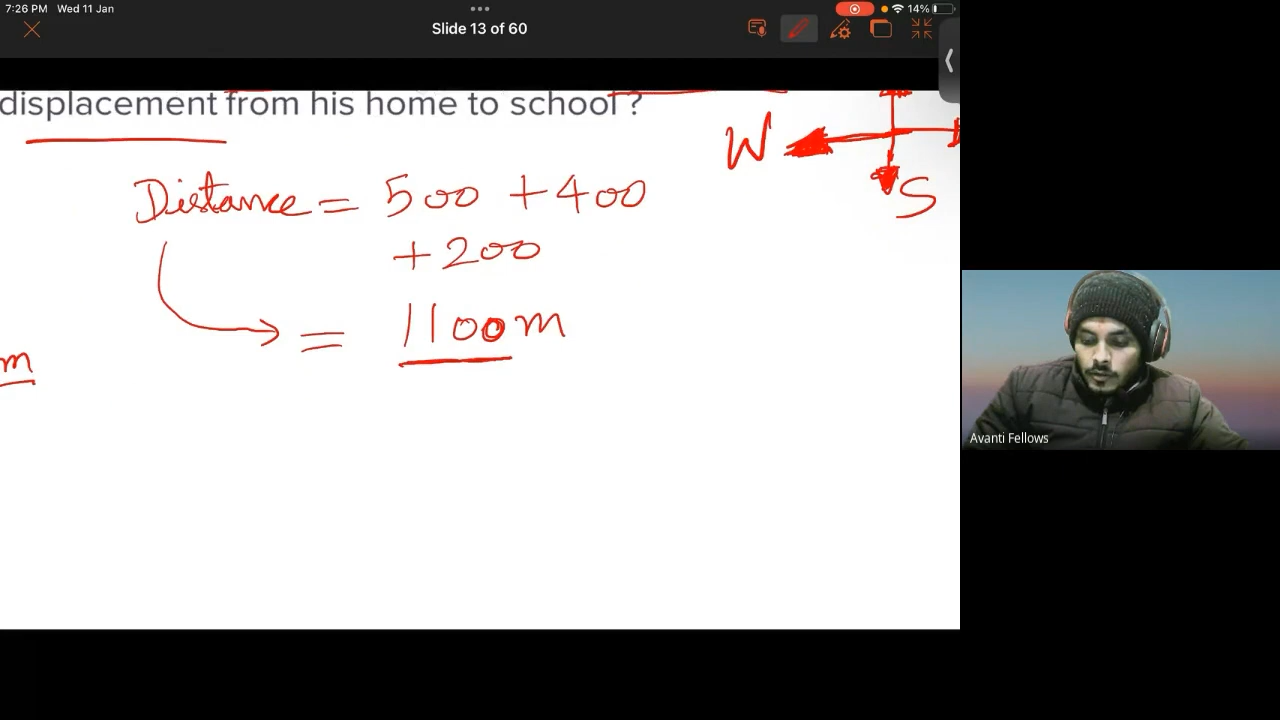 7:26 PM Wed 11 Jan
14%
Slide 13 of 60
displacement from his home to school ?
W
S
Distance = 500 + 400
+ 200
= 1100m
m
Avanti Fellows